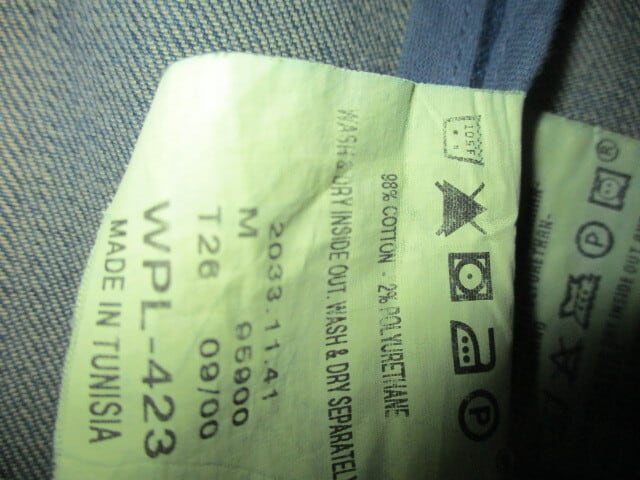 P
98% COTTON - 2% POLYURETHANE
WASH & DRY INSIDE OUT. WASH & DRY SEPARATELY
2033.11.41
M 95900
T26 09/00
WPL-423
MADE IN TUNISIA
® P